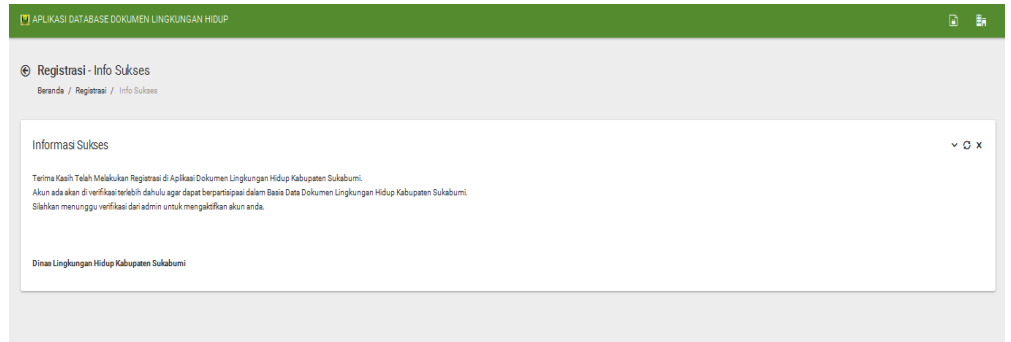 APLIKASI DATABASE DOKUMEN LINGKUNGAN HIDUP
Registrasi - Info Sukses
Beranda / Registrasi / Info Sukses
Informasi Sukses
Terima Kasih Telah Melakukan Registrasi di Aplikasi Dokumen Lingkungan Hidup Kabupaten Sukabumi.
Akun ada akan di verifikasi terlebih dahulu agar dapat berpartisipasi dalam Basis Data Dokumen Lingkungan Hidup Kabupaten Sukabumi.
Silahkan menunggu verifikasi dari admin untuk mengaktifkan akun anda.
Dinas Lingkungan Hidup Kabupaten Sukabumi